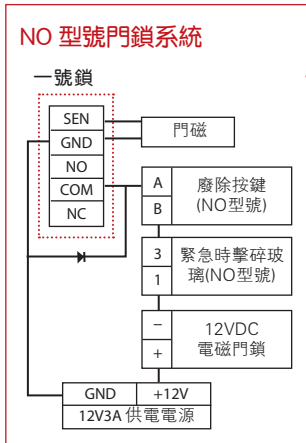 NO 型號門鎖系統
一號鎖
SEN
GND
NO
COM
NC
門磁
A
B
廢除按鍵
(NO型號)
3
1
緊急時擊碎玻
璃(NO型號)
−
+
12VDC
電磁門鎖
GND
+12V
12V3A 供電電源